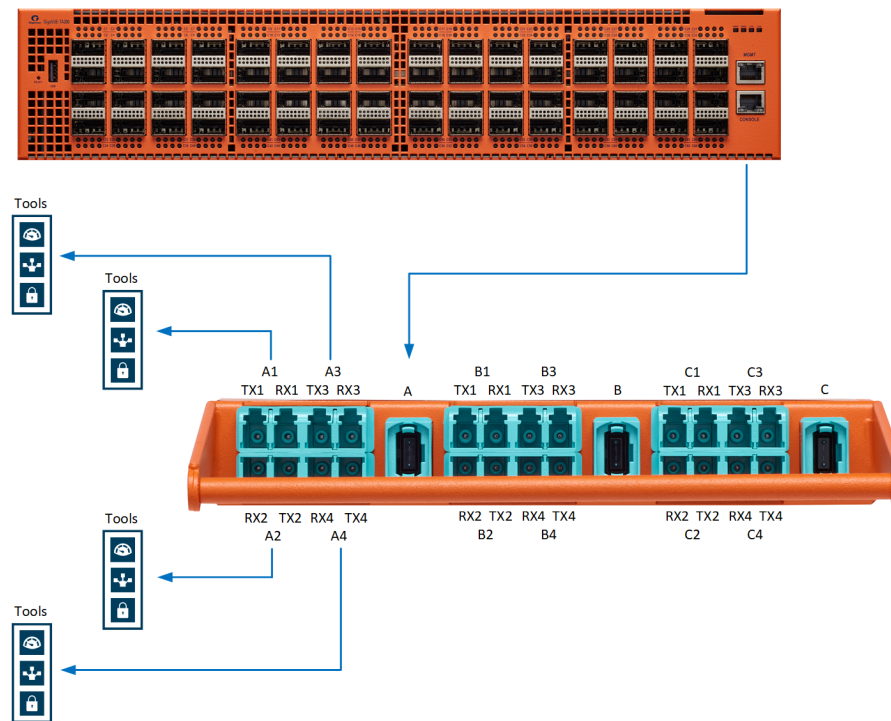 MGMT
CONSOLE
Tools
Tools
A1 A3 B1 B3 C1 C3
TX1 RX1 TX3 RX3 A TX1 RX1 TX3 RX3 B TX1 RX1 TX3 RX3 C
RX2 TX2 RX4 TX4 RX2 TX2 RX4 TX4 RX2 TX2 RX4 TX4
A2 A4 B2 B4 C2 C4
Tools
Tools